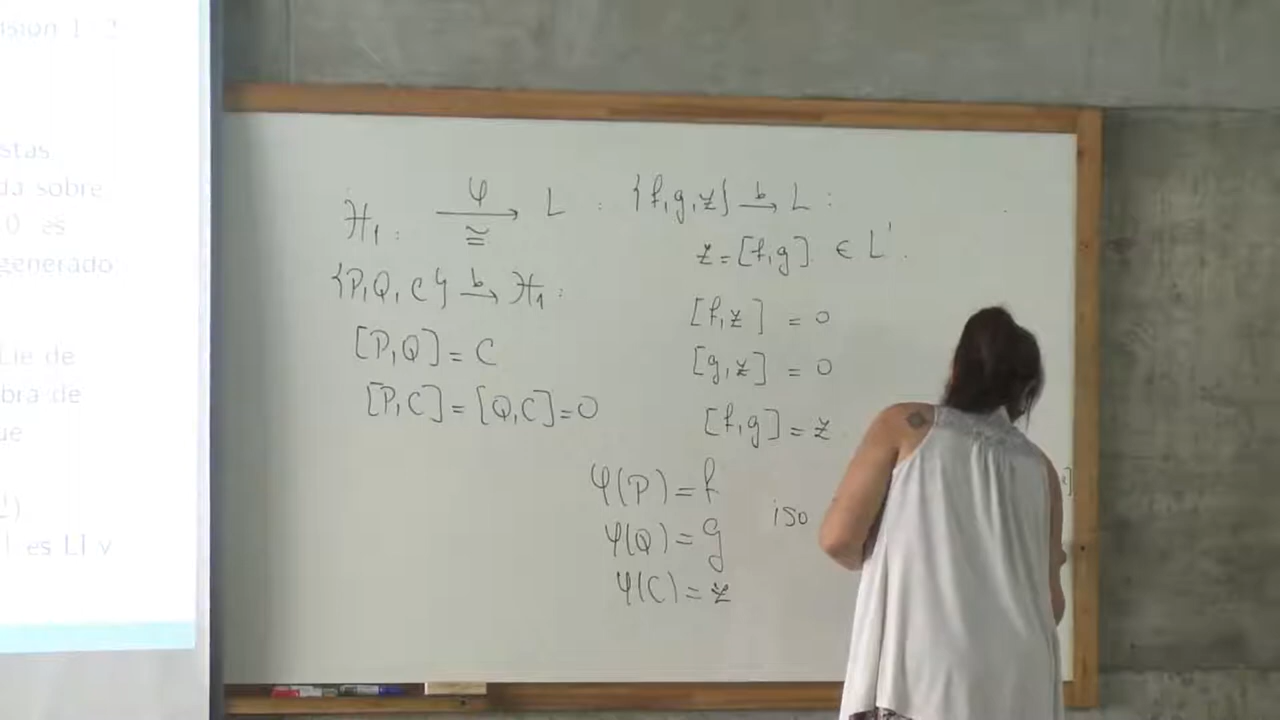 stas
da sobre
0 es
generado
Lie de
bra de
ue
es LI y
H₁ : —φ→ ≅ L : {f,g,z} —b→ L :
z = [f,g] ∈ L' .
{P,Q,C} —b→ H₁ :
[f,z] = 0
[P,Q] = C
[g,z] = 0
[P,C] = [Q,C] = 0
[f,g] = z
φ(P) = f
iso
φ(Q) = g
φ(C) = z